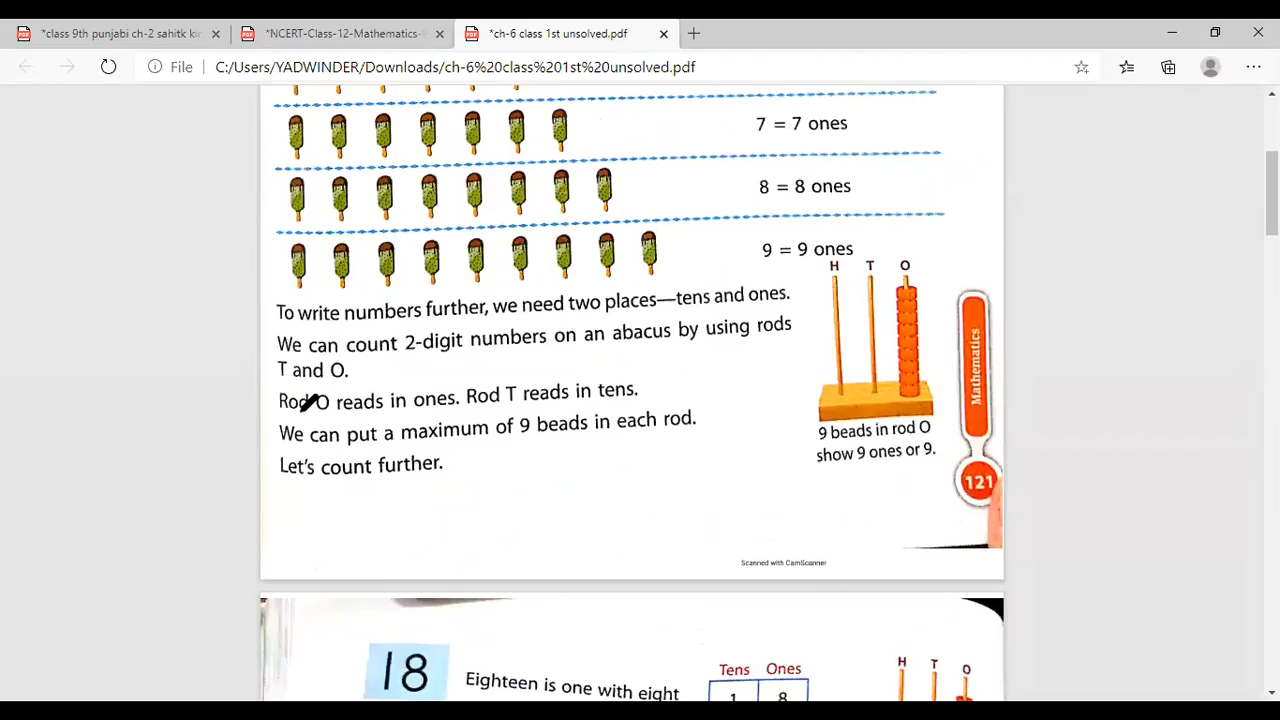 *class 9th punjabi ch-2 sahitk kir
*NCERT-Class-12-Mathematics-
*ch-6 class 1st unsolved.pdf
File
C:/Users/YADWINDER/Downloads/ch-6%20class%201st%20unsolved.pdf
7 = 7 ones
8 = 8 ones
9 = 9 ones
H T O
To write numbers further, we need two places—tens and ones.
We can count 2-digit numbers on an abacus by using rods
T and O.
Rod O reads in ones. Rod T reads in tens.
We can put a maximum of 9 beads in each rod.
Let's count further.
9 beads in rod O
show 9 ones or 9.
Mathematics
121
Scanned with CamScanner
18
Eighteen is one with eight
Tens Ones
1 8
H T O